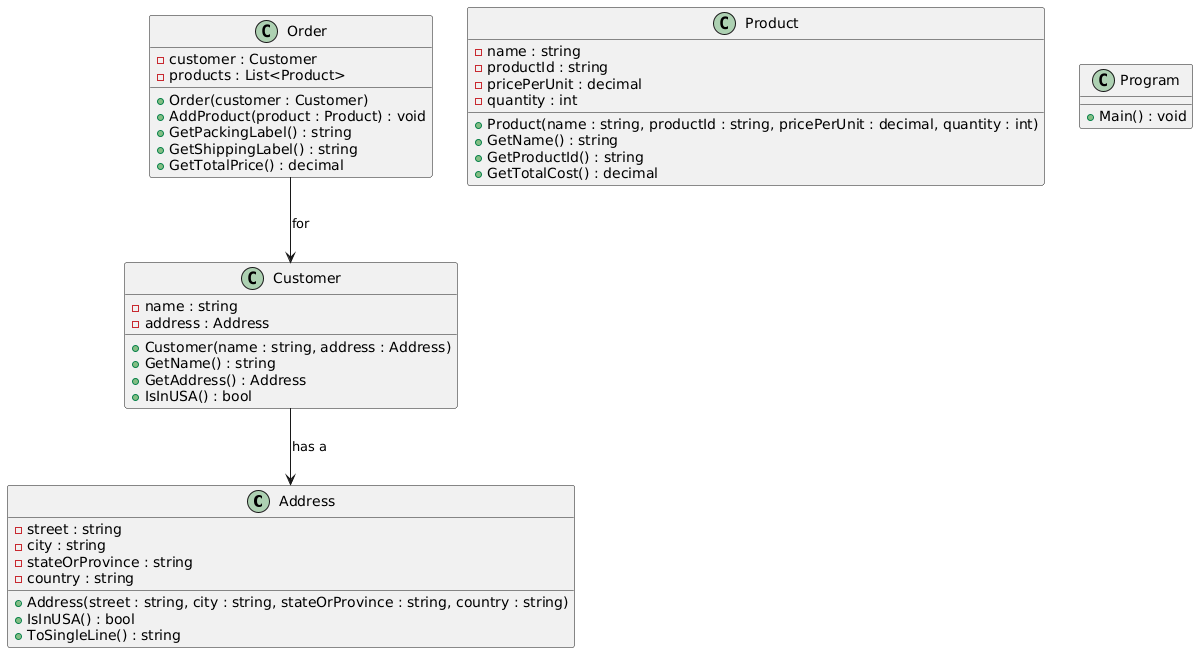 C Order
customer : Customer
products : List<Product>
Order(customer : Customer)
AddProduct(product : Product) : void
GetPackingLabel() : string
GetShippingLabel() : string
GetTotalPrice() : decimal
C Product
name : string
productId : string
pricePerUnit : decimal
quantity : int
Product(name : string, productId : string, pricePerUnit : decimal, quantity : int)
GetName() : string
GetProductId() : string
GetTotalCost() : decimal
C Program
Main() : void
for
C Customer
name : string
address : Address
Customer(name : string, address : Address)
GetName() : string
GetAddress() : Address
IsInUSA() : bool
has a
C Address
street : string
city : string
stateOrProvince : string
country : string
Address(street : string, city : string, stateOrProvince : string, country : string)
IsInUSA() : bool
ToSingleLine() : string